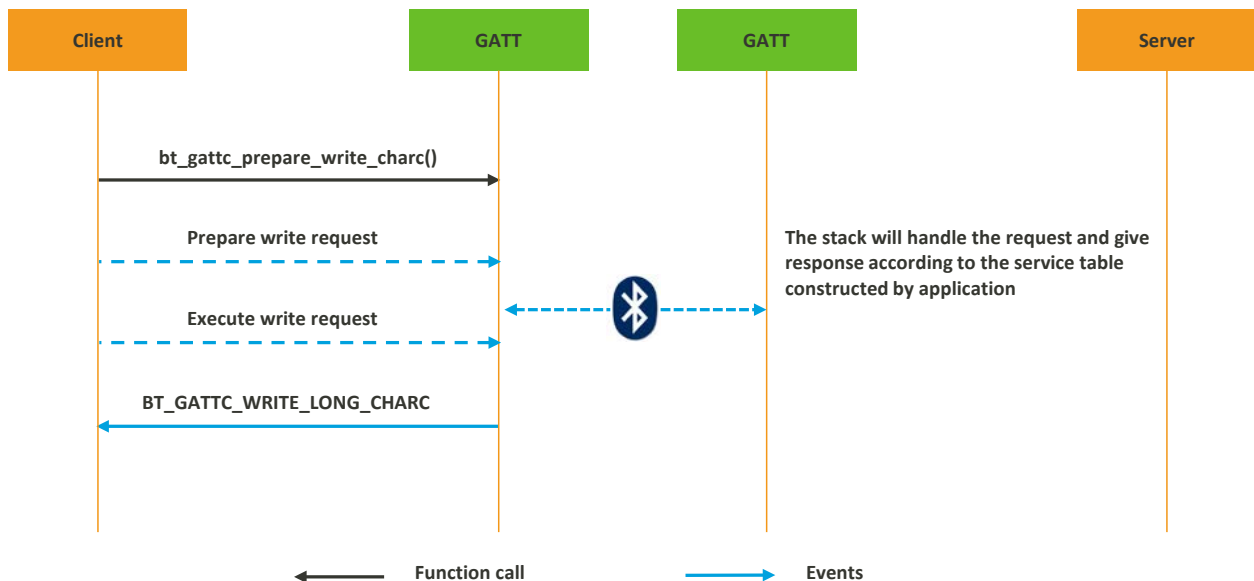 Client
GATT
GATT
Server
bt_gattc_prepare_write_charc()
Prepare write request
The stack will handle the request and give
response according to the service table
constructed by application
Execute write request
BT_GATTC_WRITE_LONG_CHARC
Function call
Events